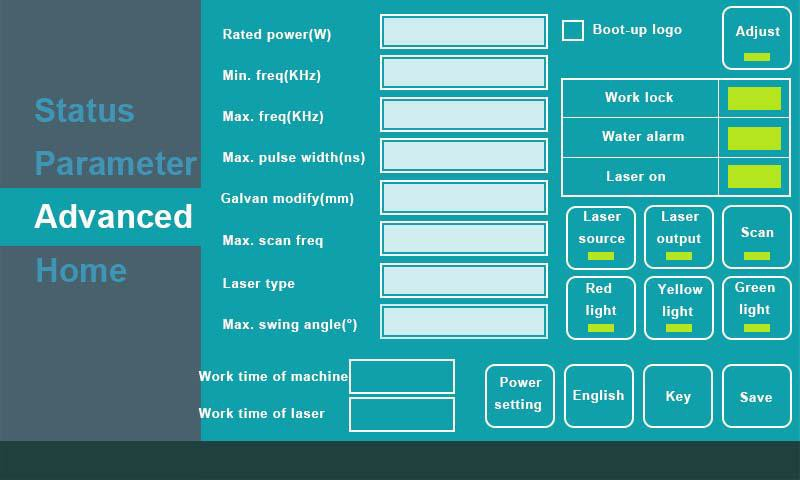 Status
Parameter
Advanced
Home
Rated power(W)
Min. freq(KHz)
Max. freq(KHz)
Max. pulse width(ns)
Galvan modify(mm)
Max. scan freq
Laser type
Max. swing angle(°)
Work time of machine
Work time of laser
Boot-up logo
Adjust
Work lock
Water alarm
Laser on
Laser
source
Laser
output
Scan
Red
light
Yellow
light
Green
light
Power
setting
English
Key
Save